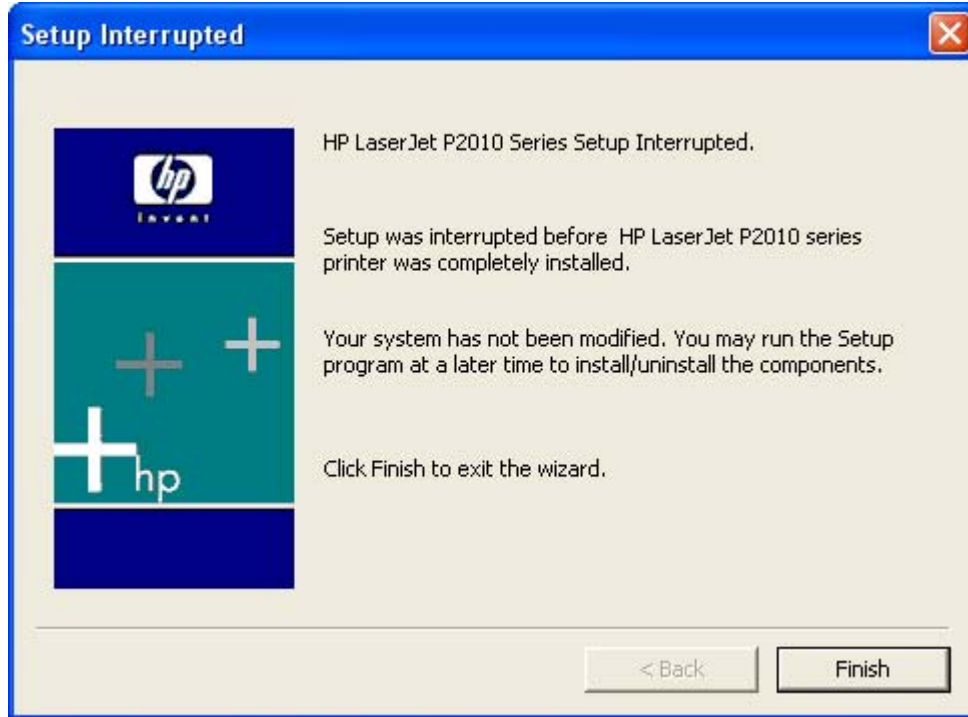 Setup Interrupted
hp
invent
HP LaserJet P2010 Series Setup Interrupted.
Setup was interrupted before  HP LaserJet P2010 series
printer was completely installed.
Your system has not been modified. You may run the Setup
program at a later time to install/uninstall the components.
hp
Click Finish to exit the wizard.
< Back
Finish